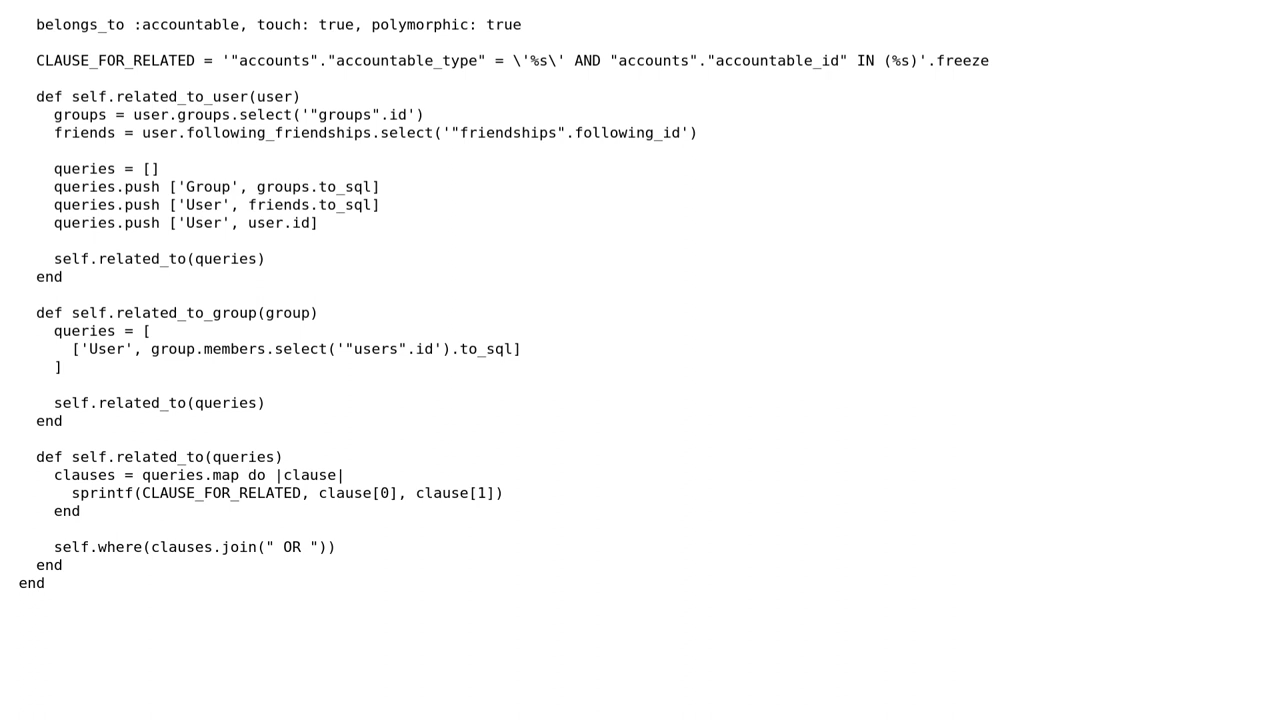 belongs_to :accountable, touch: true, polymorphic: true
CLAUSE_FOR_RELATED = '"accounts"."accountable_type" = \'%s\' AND "accounts"."accountable_id" IN (%s)'.freeze
def self.related_to_user(user)
groups = user.groups.select('"groups".id')
friends = user.following_friendships.select('"friendships".following_id')
queries = []
queries.push ['Group', groups.to_sql]
queries.push ['User', friends.to_sql]
queries.push ['User', user.id]
self.related_to(queries)
end
def self.related_to_group(group)
queries = [
['User', group.members.select('"users".id').to_sql]
]
self.related_to(queries)
end
def self.related_to(queries)
clauses = queries.map do |clause|
sprintf(CLAUSE_FOR_RELATED, clause[0], clause[1])
end
self.where(clauses.join(" OR "))
end
end